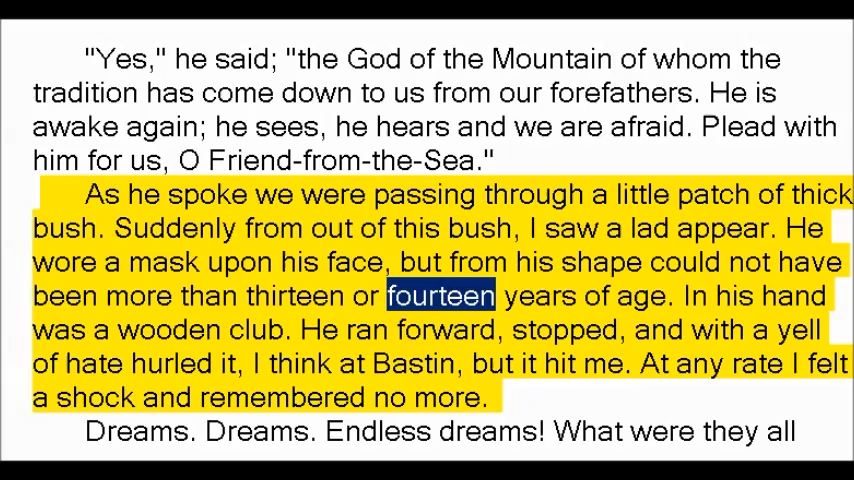 "Yes," he said; "the God of the Mountain of whom the
tradition has come down to us from our forefathers. He is
awake again; he sees, he hears and we are afraid. Plead with
him for us, O Friend-from-the-Sea."
As he spoke we were passing through a little patch of thick
bush. Suddenly from out of this bush, I saw a lad appear. He
wore a mask upon his face, but from his shape could not have
been more than thirteen or fourteen years of age. In his hand
was a wooden club. He ran forward, stopped, and with a yell
of hate hurled it, I think at Bastin, but it hit me. At any rate I felt
a shock and remembered no more.
Dreams. Dreams. Endless dreams! What were they all